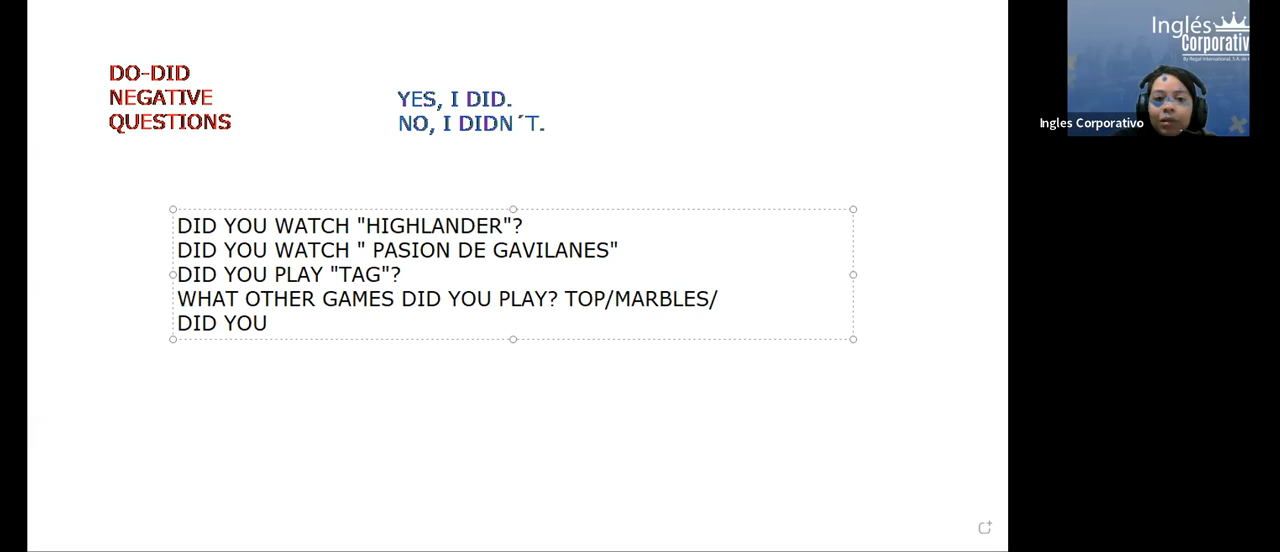 DO-DID
NEGATIVE
QUESTIONS
YES, I DID.
NO, I DIDN´T.
DID YOU WATCH "HIGHLANDER"?
DID YOU WATCH " PASION DE GAVILANES"
DID YOU PLAY "TAG"?
WHAT OTHER GAMES DID YOU PLAY? TOP/MARBLES/
DID YOU
Inglés
Corporativ
Ingles Corporativo